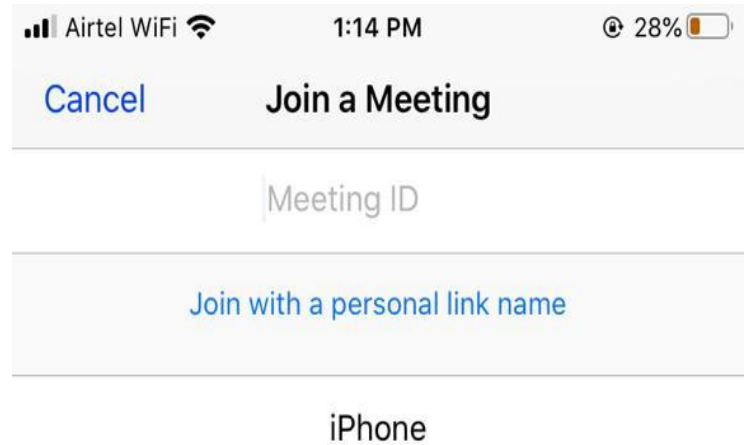 Airtel WiFi 1:14 PM 28%
Cancel Join a Meeting
Meeting ID
Join with a personal link name
iPhone